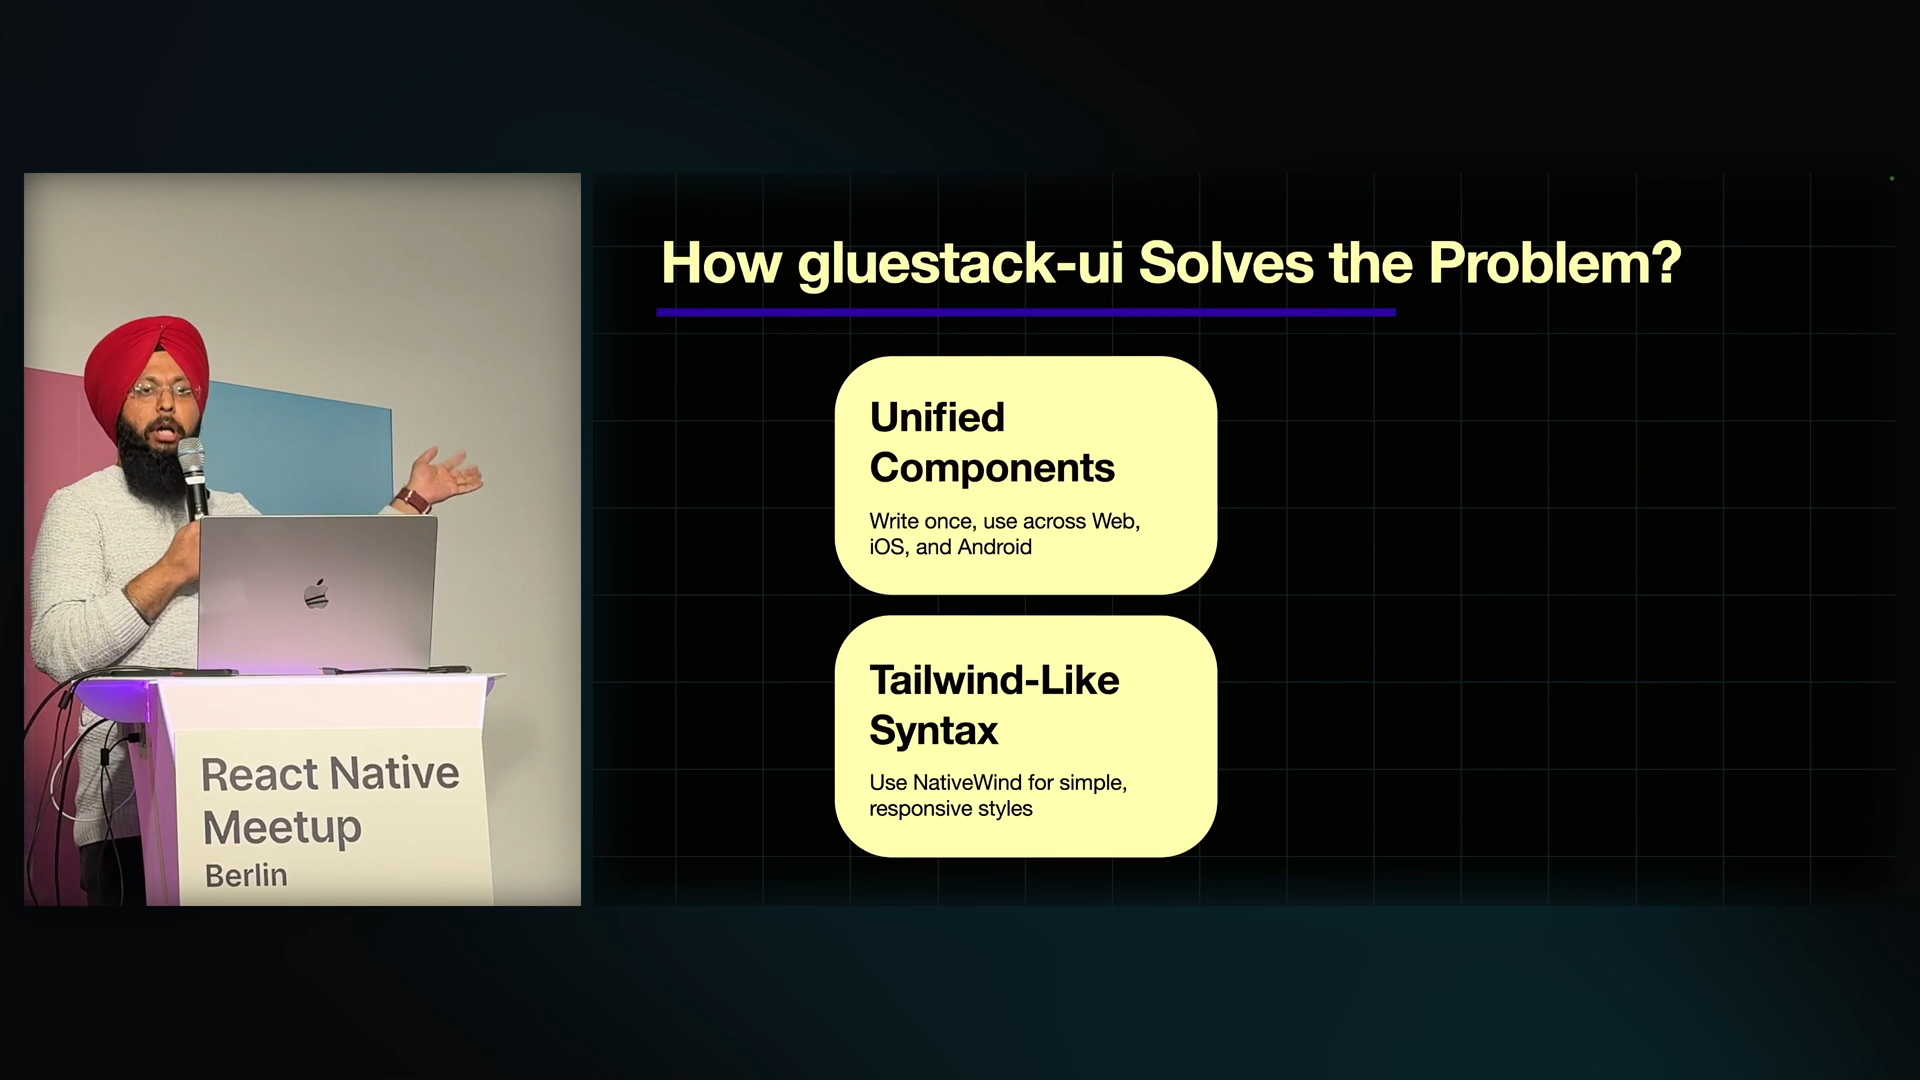 How gluestack-ui Solves the Problem?
Unified
Components
Write once, use across Web,
iOS, and Android
Tailwind-Like
Syntax
Use NativeWind for simple,
responsive styles
React Native
Meetup
Berlin